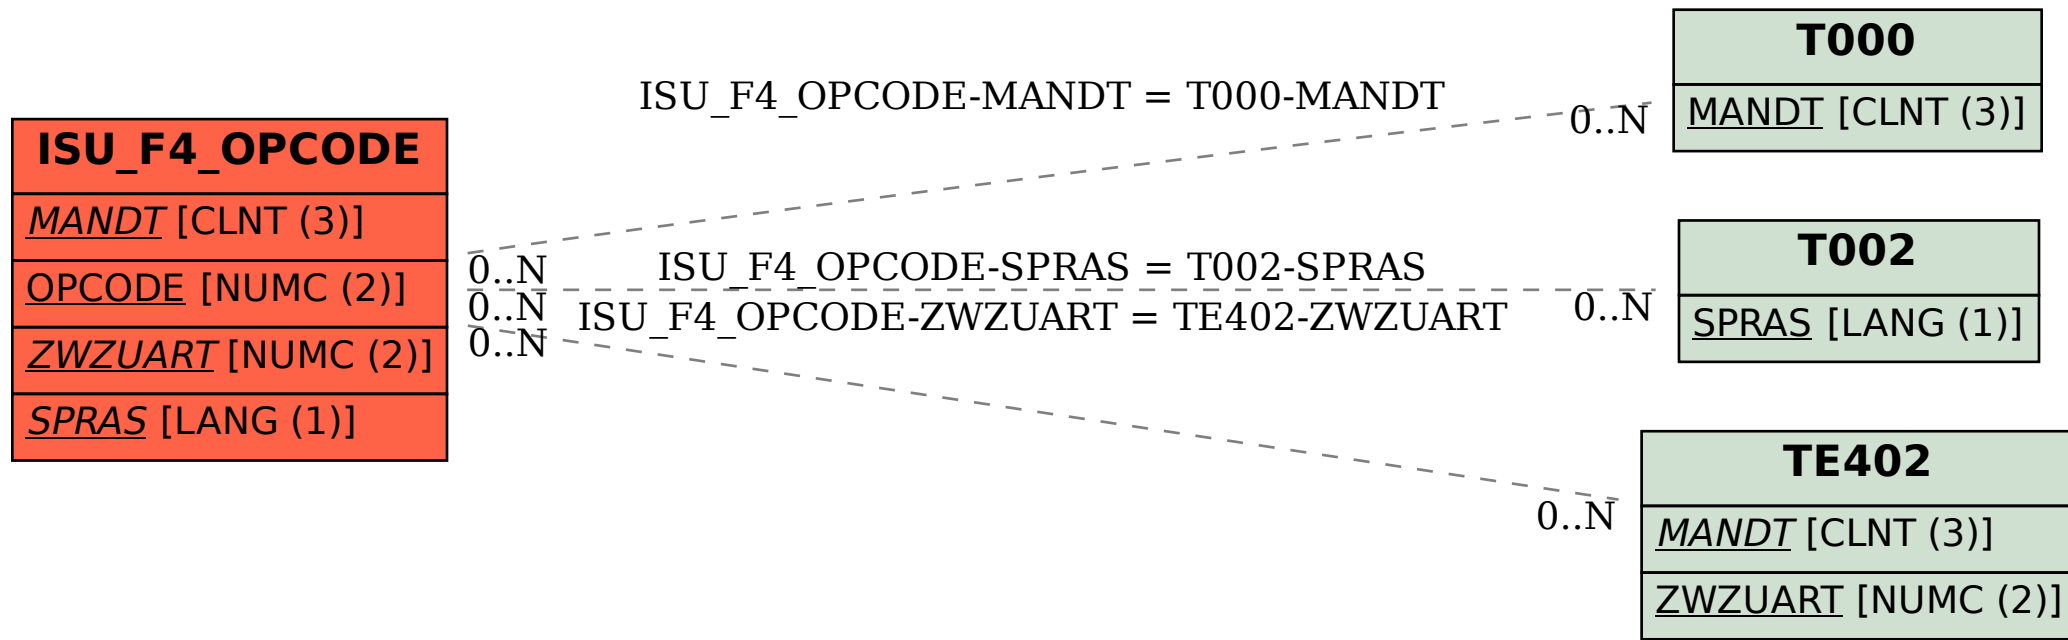 ISU_F4_OPCODE
MANDT [CLNT (3)]
OPCODE [NUMC (2)]
ZWZUART [NUMC (2)]
SPRAS [LANG (1)]
ISU_F4_OPCODE-MANDT = T000-MANDT
0..N
0..N
ISU_F4_OPCODE-SPRAS = T002-SPRAS
0..N
0..N
ISU_F4_OPCODE-ZWZUART = TE402-ZWZUART
0..N
0..N
T000
MANDT [CLNT (3)]
T002
SPRAS [LANG (1)]
TE402
MANDT [CLNT (3)]
ZWZUART [NUMC (2)]